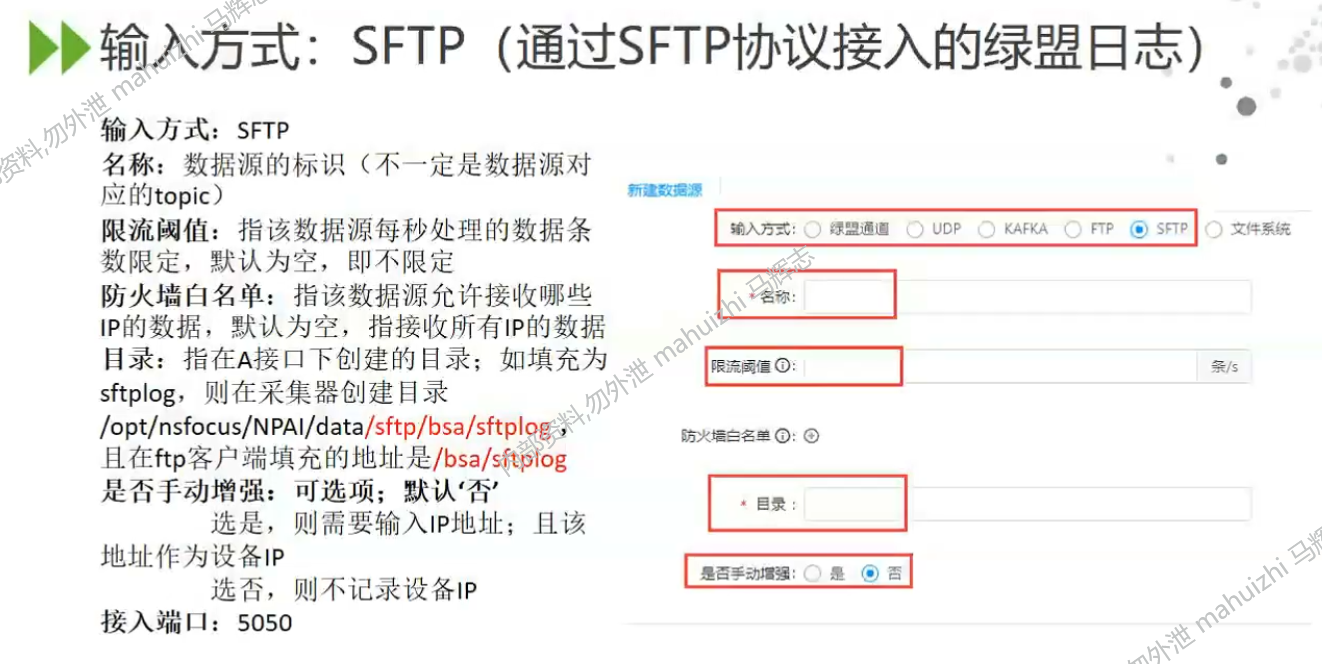 输入方式：SFTP（通过SFTP协议接入的绿盟日志）
输入方式：SFTP
名称：数据源的标识（不一定是数据源对
应的topic）
限流阈值：指该数据源每秒处理的数据条
数限定，默认为空，即不限定
防火墙白名单：指该数据源允许接收哪些
IP的数据，默认为空，指接收所有IP的数据
目录：指在A接口下创建的目录；如填充为
sftplog，则在采集器创建目录
/opt/nsfocus/NPAI/data/sftp/bsa/sftplog，
且在ftp客户端填充的地址是/bsa/sftplog
是否手动增强：可选项；默认‘否’
选是，则需要输入IP地址；且该
地址作为设备IP
选否，则不记录设备IP
接入端口：5050
新建数据源
输入方式: 绿盟通道 UDP KAFKA FTP SFTP 文件系统
* 名称:
限流阈值 ⓘ: 条/s
防火墙白名单 ⓘ: ⊕
* 目录 :
是否手动增强: 是 否
资料,勿外泄 mahuizhi 马辉志
内部资料,勿外泄 mahuizhi 马辉志
勿外泄 mahuizhi 马辉